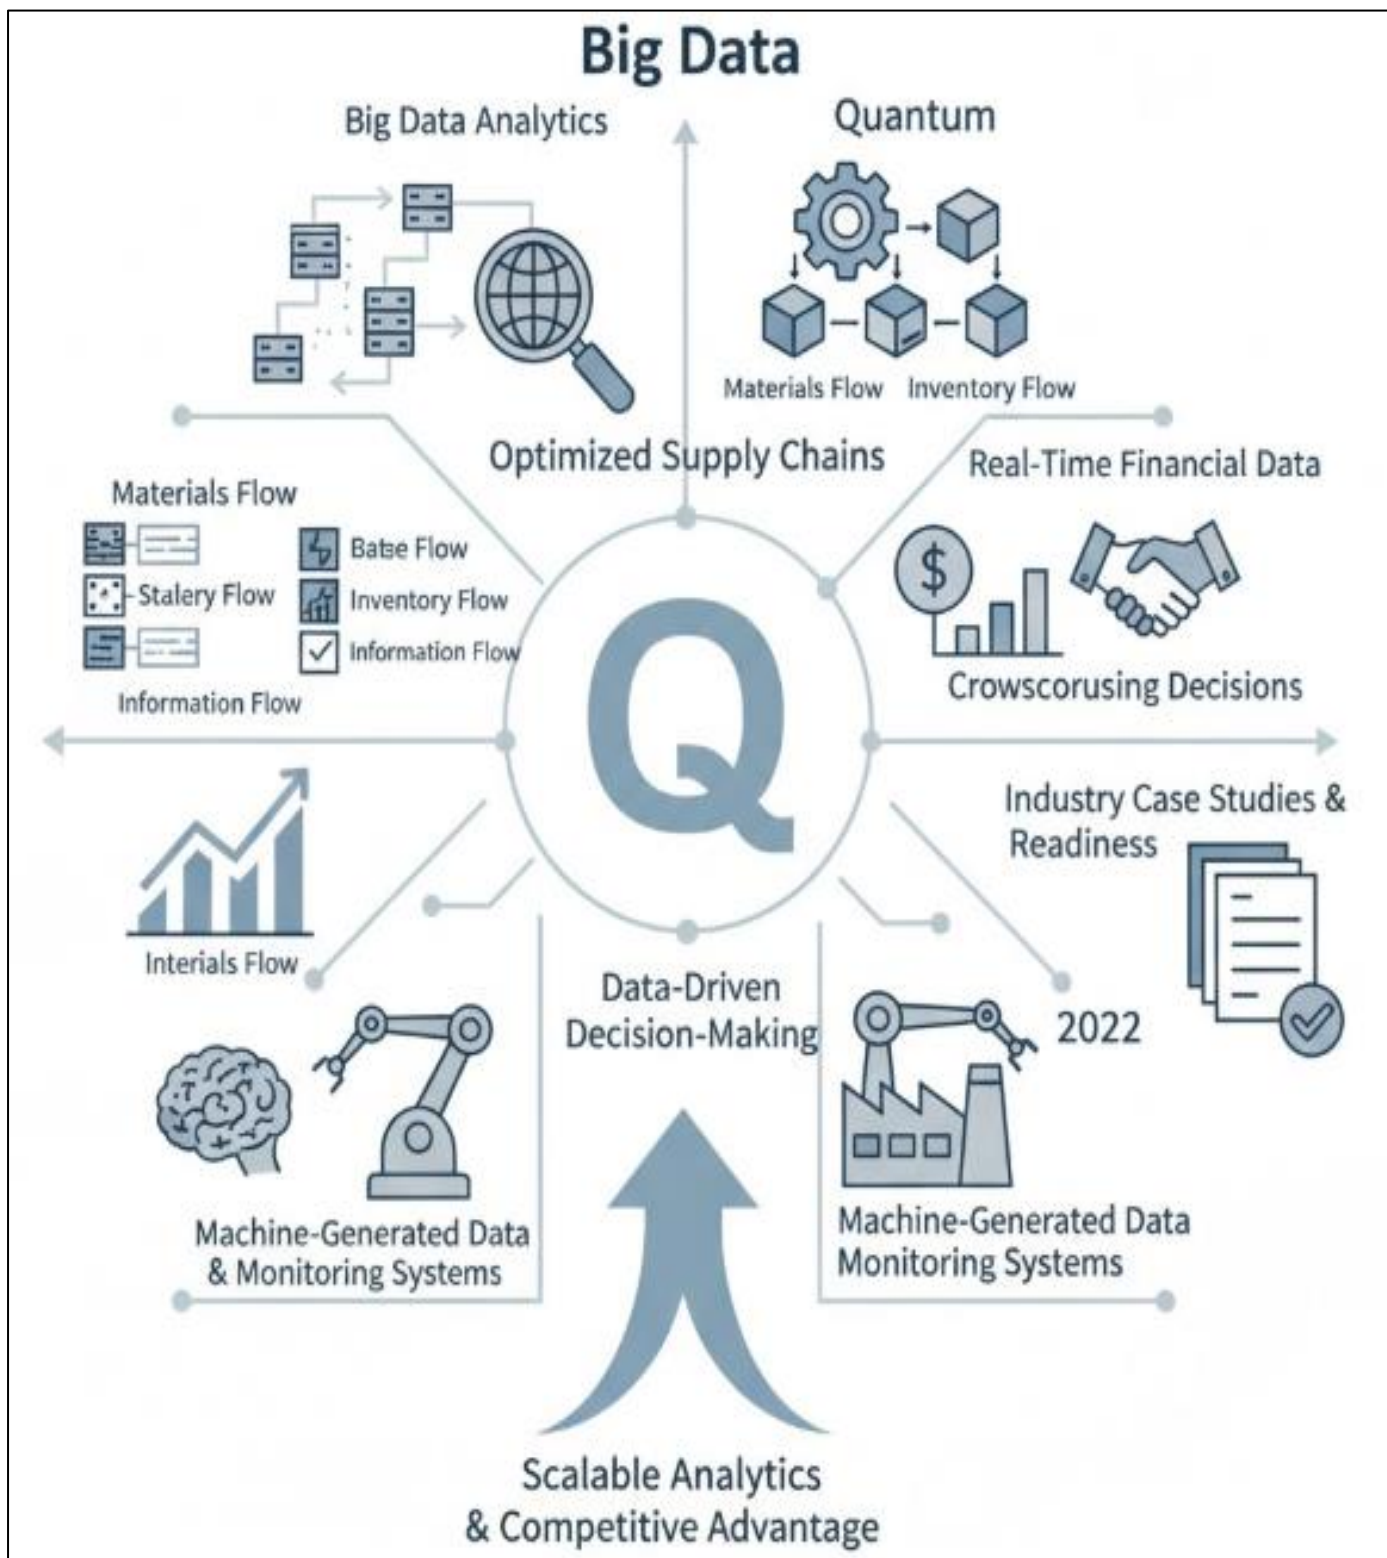 Big Data
Big Data Analytics
Quantum
Materials Flow
Inventory Flow
Optimized Supply Chains
Real-Time Financial Data
Materials Flow
Stalery Flow
Information Flow
Batse Flow
Inventory Flow
Information Flow
$
Crowscorusing Decisions
Q
Industry Case Studies &
Readiness
Interials Flow
Data-Driven
Decision-Making
2022
Machine-Generated Data
& Monitoring Systems
Machine-Generated Data
Monitoring Systems
Scalable Analytics
& Competitive Advantage